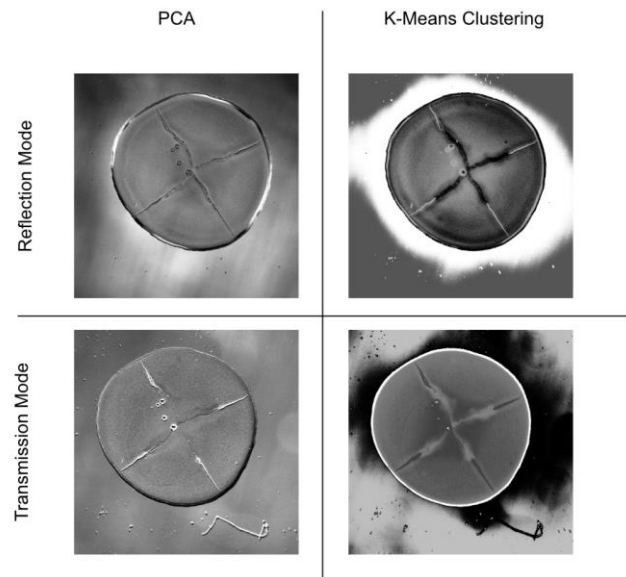 PCA
K-Means Clustering
Reflection Mode
Transmission Mode